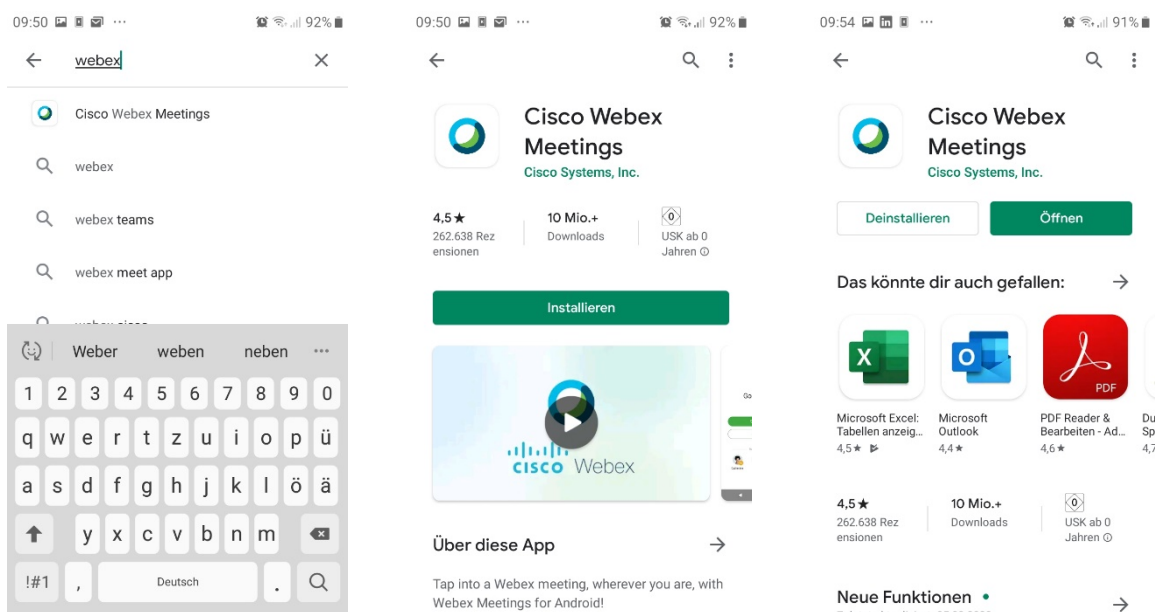 09:50 92%
webex
Cisco Webex Meetings
webex
webex teams
webex meet app
Weber weben neben
1 2 3 4 5 6 7 8 9 0
q w e r t z u i o p ü
a s d f g h j k l ö ä
y x c v b n m
!#1 , Deutsch .
09:50 92%
Cisco Webex
Meetings
Cisco Systems, Inc.
4,5★ 10 Mio.+ 0
262.638 Rez Downloads USK ab 0
ensionen Jahren
Installieren
Ga
CISCO Webex
Über diese App
Tap into a Webex meeting, wherever you are, with
Webex Meetings for Android!
09:54 91%
Cisco Webex
Meetings
Cisco Systems, Inc.
Deinstallieren Öffnen
Das könnte dir auch gefallen:
X O PDF
Microsoft Excel: Microsoft PDF Reader & Du
Tabellen anzeig... Outlook Bearbeiten - Ad... Sp
4,5★ 4,4★ 4,6★ 4,7
4,5★ 10 Mio.+ 0
262.638 Rez Downloads USK ab 0
ensionen Jahren
Neue Funktionen •